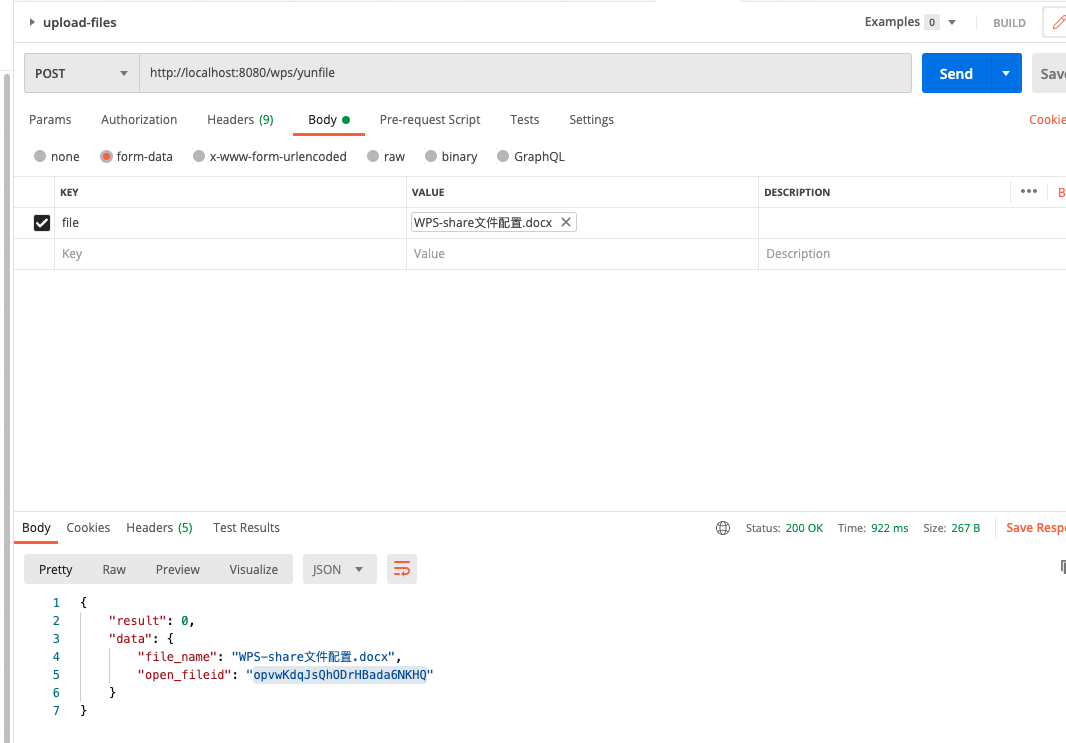 upload-files
Examples 0
BUILD
POST
http://localhost:8080/wps/yunfile
Send
Save
Params Authorization Headers (9) Body Pre-request Script Tests Settings
Cookie
none form-data x-www-form-urlencoded raw binary GraphQL
KEY VALUE DESCRIPTION ••• B
file WPS-share文件配置.docx
Key Value Description
Body Cookies Headers (5) Test Results
Status: 200 OK Time: 922 ms Size: 267 B Save Resp
Pretty Raw Preview Visualize JSON
1 {
2 "result": 0,
3 "data": {
4 "file_name": "WPS-share文件配置.docx",
5 "open_fileid": "opvwKdqJsQhODrHBada6NKHQ"
6 }
7 }